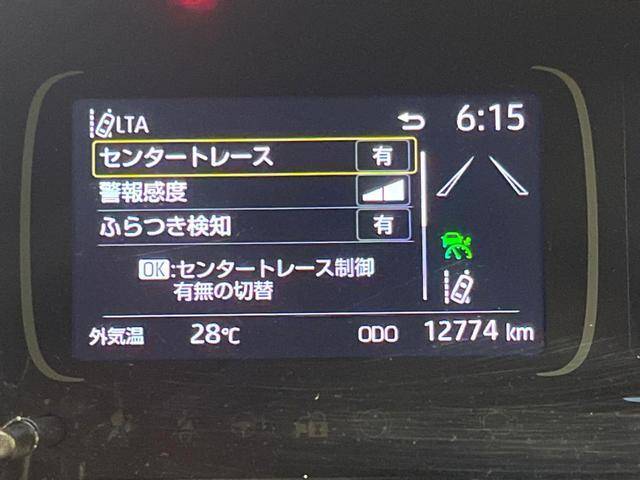 LTA
6:15
センタートレース 有
警報感度
ふらつき検知 有
OK:センタートレース制御
有無の切替
外気温 28℃ ODO 12774 km